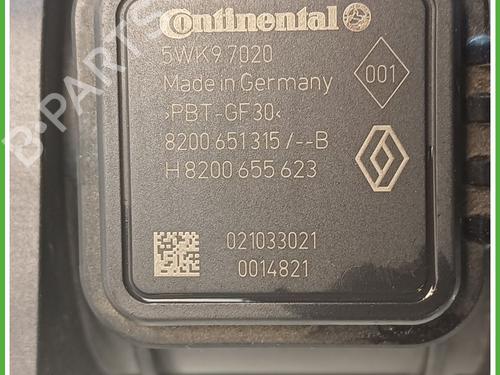 Continental
5WK9 7020
Made in Germany
001
>PBT-GF30<
8200 651 315 /--B
H 8200 655 623
021033021
0014821
B-PARTS